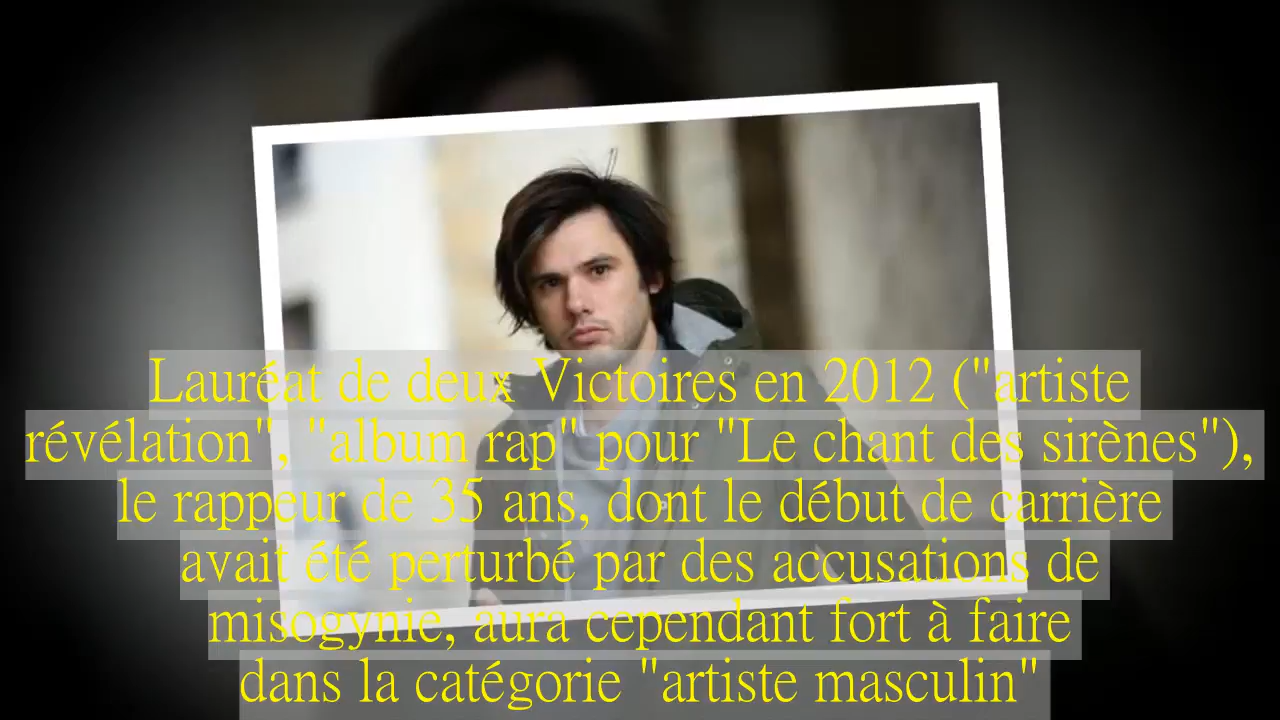 Lauréat de deux Victoires en 2012 ("artiste
révélation", "album rap" pour "Le chant des sirènes"),
le rappeur de 35 ans, dont le début de carrière
avait été perturbé par des accusations de
misogynie, aura cependant fort à faire
dans la catégorie "artiste masculin"